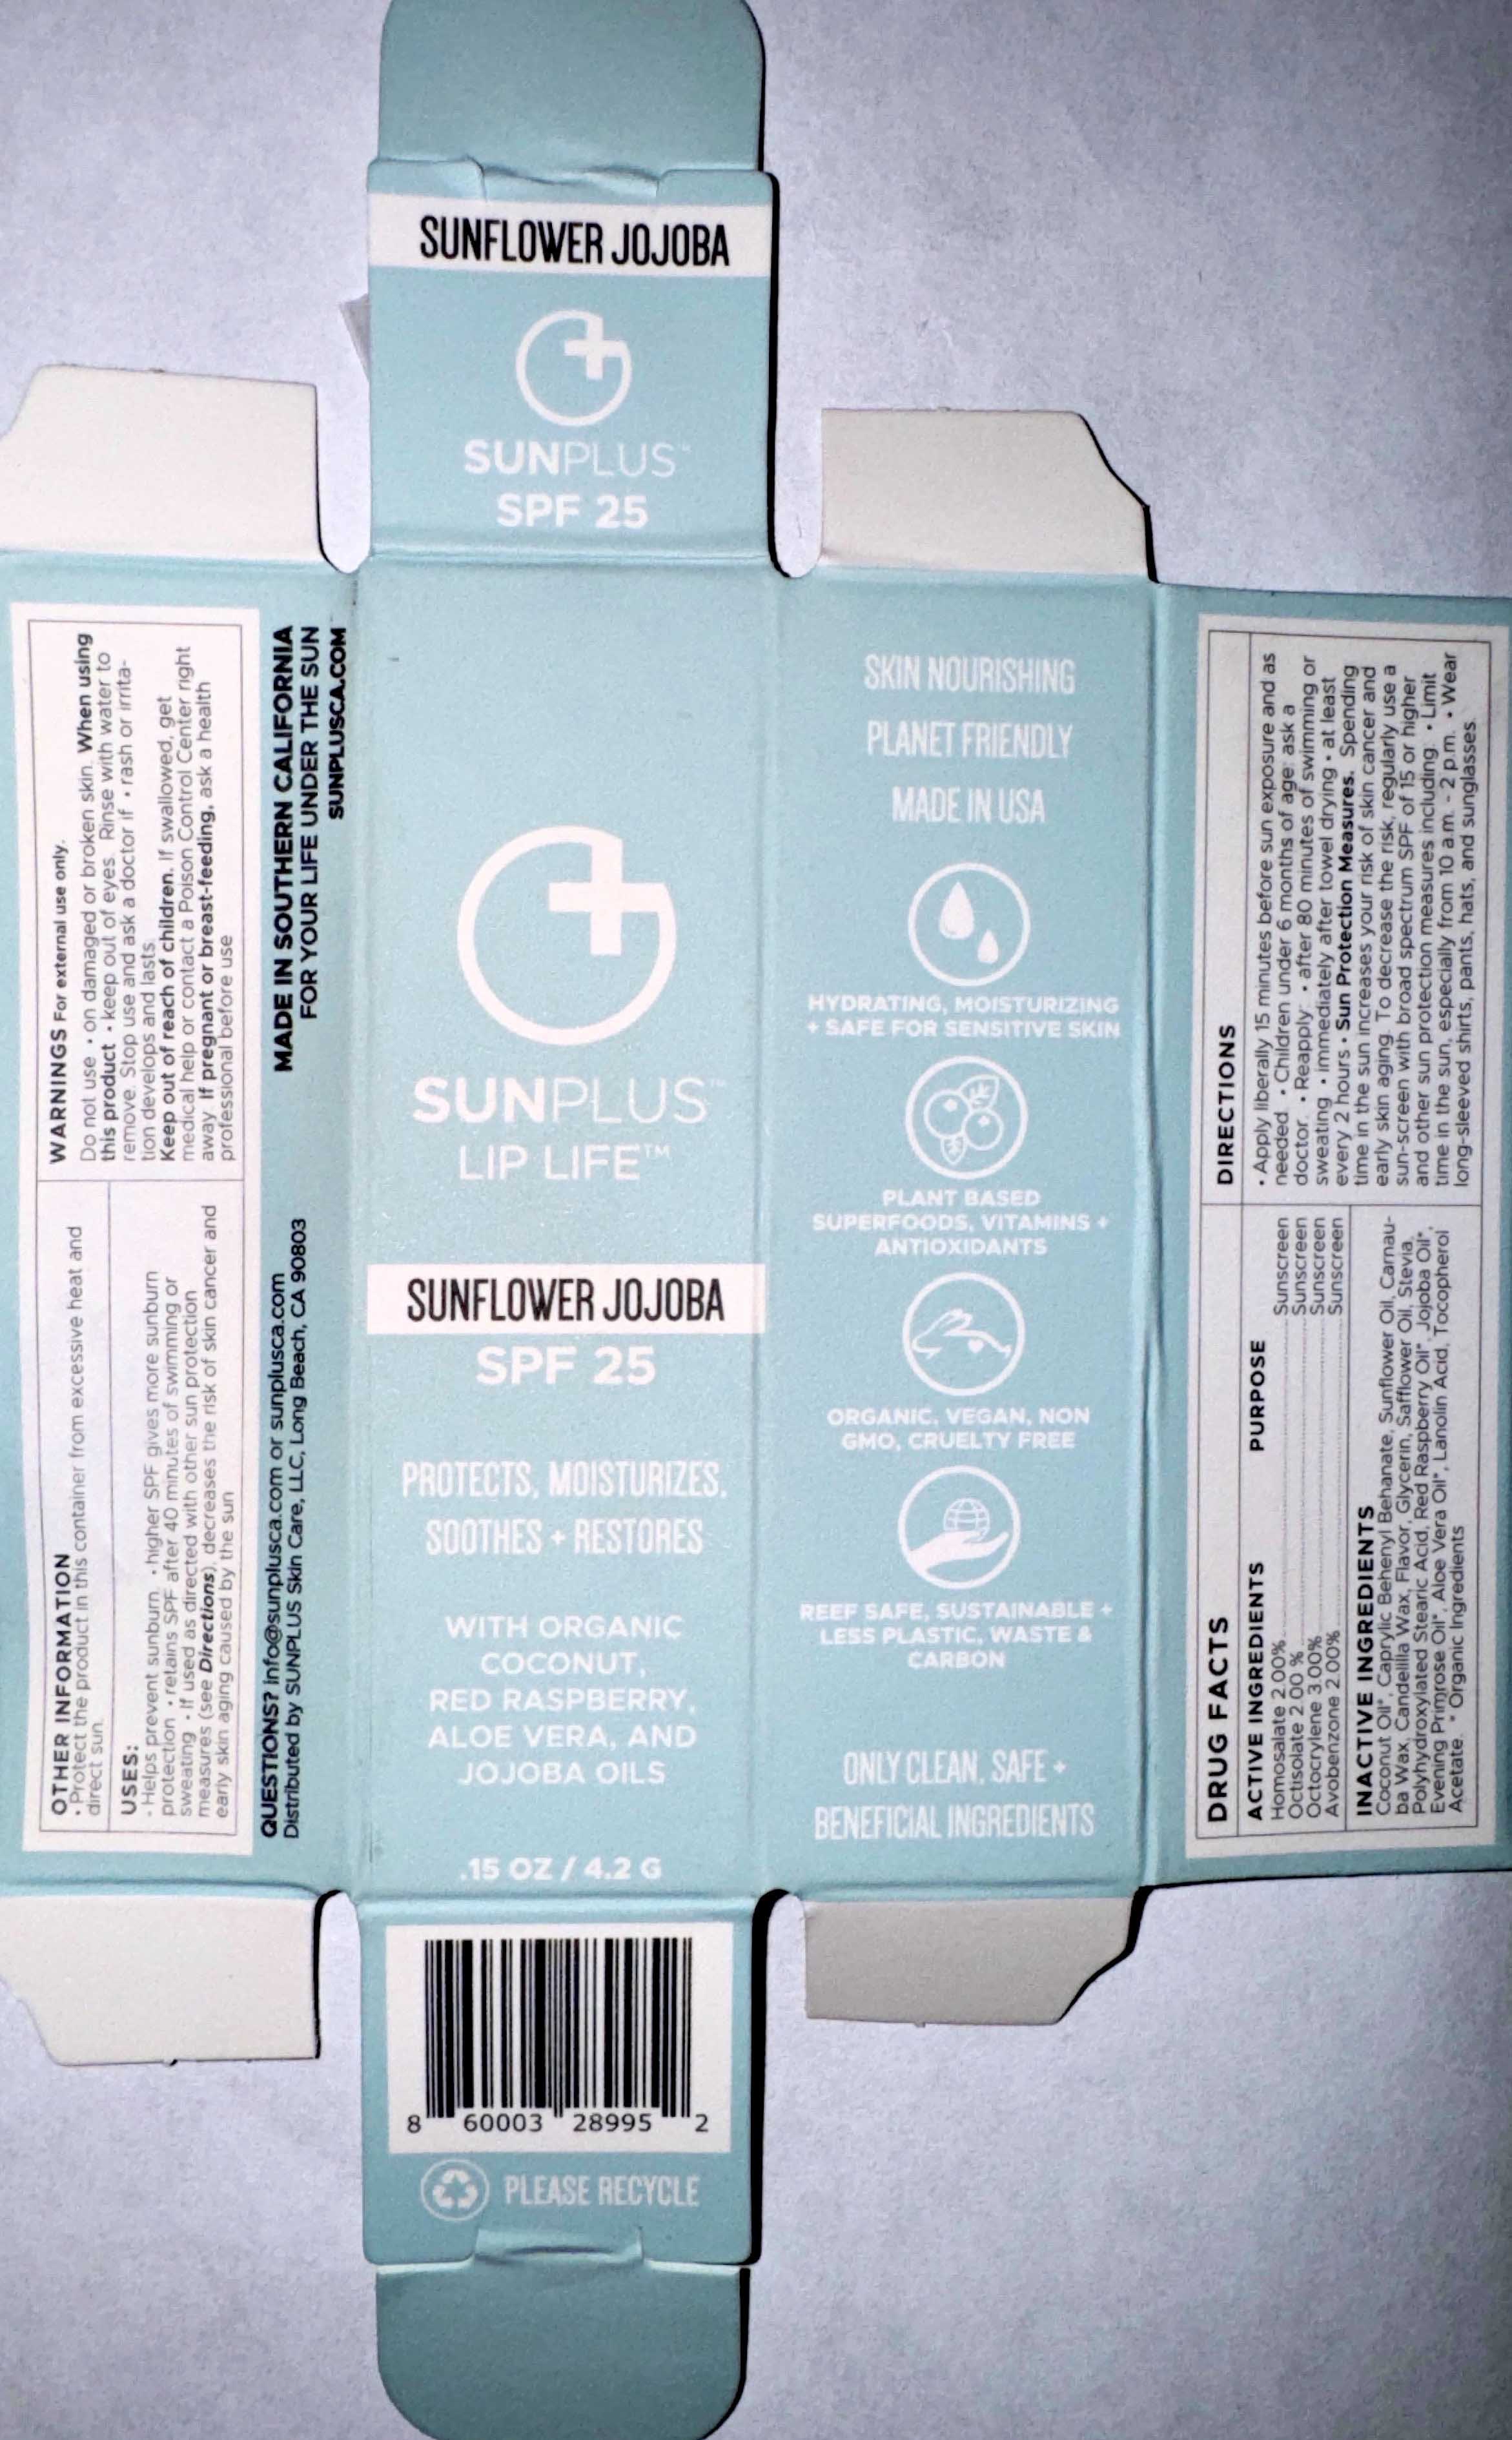 SUNFLOWER JOJOBA
SUNPLUS™
SPF 25
SUNPLUS™
LIP LIFE™
SUNFLOWER JOJOBA
SPF 25
PROTECTS, MOISTURIZES,
SOOTHES + RESTORES
WITH ORGANIC
COCONUT,
RED RASPBERRY,
ALOE VERA, AND
JOJOBA OILS
.15 OZ / 4.2 G
8 60003 28995 2
PLEASE RECYCLE
SKIN NOURISHING
PLANET FRIENDLY
MADE IN USA
HYDRATING, MOISTURIZING
+ SAFE FOR SENSITIVE SKIN
PLANT BASED
SUPERFOODS, VITAMINS +
ANTIOXIDANTS
ORGANIC, VEGAN, NON
GMO, CRUELTY FREE
REEF SAFE, SUSTAINABLE +
LESS PLASTIC, WASTE &
CARBON
ONLY CLEAN, SAFE +
BENEFICIAL INGREDIENTS
DRUG FACTS
ACTIVE INGREDIENTS PURPOSE
Homosalate 2.00% Sunscreen
Octisolate 2.00 % Sunscreen
Octocrylene 3.00% Sunscreen
Avobenzone 2.00% Sunscreen
INACTIVE INGREDIENTS
Coconut Oil*, Caprylic Behenyl Behanate, Sunflower Oil, Carnau-
ba Wax, Candelilla Wax, Flavor, Glycerin, Safflower Oil, Stevia,
Polyhydroxylated Stearic Acid, Red Raspberry Oil*, Jojoba Oil*,
Evening Primrose Oil*, Aloe Vera Oil*, Lanolin Acid, Tocopherol
Acetate. * Organic Ingredients
DIRECTIONS
• Apply liberally 15 minutes before sun exposure and as
needed. • Children under 6 months of age: ask a
doctor. • Reapply: • after 80 minutes of swimming or
sweating • immediately after towel drying • at least
every 2 hours • Sun Protection Measures. Spending
time in the sun increases your risk of skin cancer and
early skin aging. To decrease the risk, regularly use a
sun-screen with broad spectrum SPF of 15 or higher
and other sun protection measures including: • Limit
time in the sun, especially from 10 a.m. - 2 p.m. • Wear
long-sleeved shirts, pants, hats, and sunglasses.
OTHER INFORMATION
• Protect the product in this container from excessive heat and
direct sun.
USES:
• Helps prevent sunburn. • higher SPF gives more sunburn
protection • retains SPF after 40 minutes of swimming or
sweating • If used as directed with other sun protection
measures (see Directions), decreases the risk of skin cancer and
early skin aging caused by the sun
WARNINGS For external use only.
Do not use • on damaged or broken skin. When using
this product • keep out of eyes. Rinse with water to
remove. Stop use and ask a doctor if • rash or irrita-
tion develops and lasts.
Keep out of reach of children. If swallowed, get
medical help or contact a Poison Control Center right
away. If pregnant or breast-feeding, ask a health
professional before use
QUESTIONS? Info@sunplusca.com or sunplusca.com
Distributed by SUNPLUS Skin Care, LLC, Long Beach, CA 90803
MADE IN SOUTHERN CALIFORNIA
FOR YOUR LIFE UNDER THE SUN
SUNPLUSCA.COM